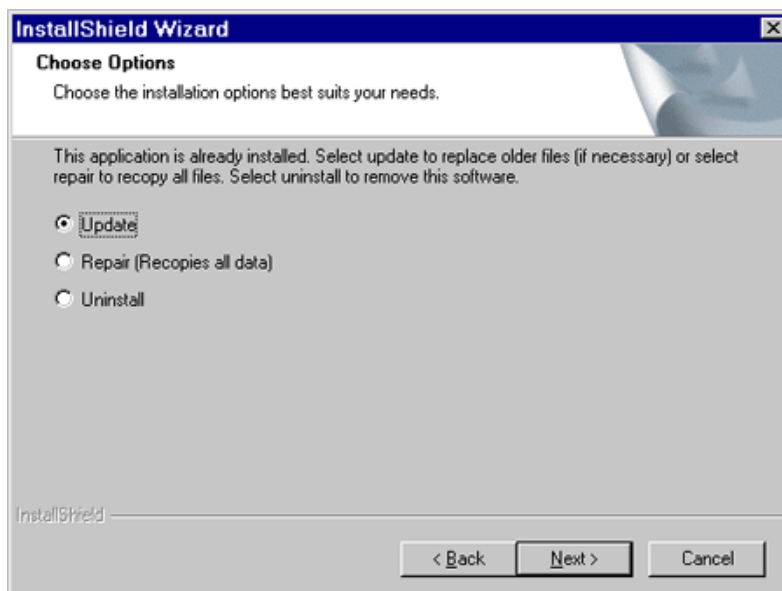 InstallShield Wizard
Choose Options
Choose the installation options best suits your needs.
This application is already installed. Select update to replace older files (if necessary) or select
repair to recopy all files. Select uninstall to remove this software.
Update
Repair (Recopies all data)
Uninstall
InstallShield
< Back Next > Cancel